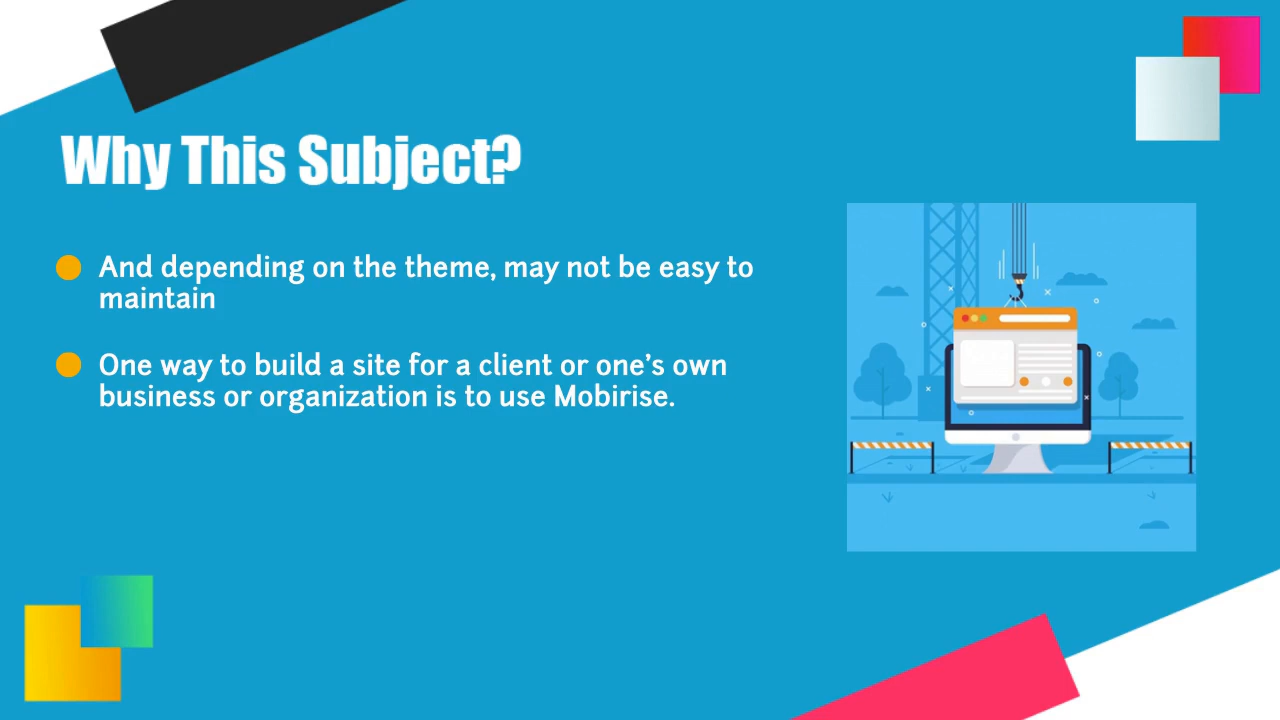 Why This Subject?
And depending on the theme, may not be easy to
maintain
One way to build a site for a client or one’s own
business or organization is to use Mobirise.